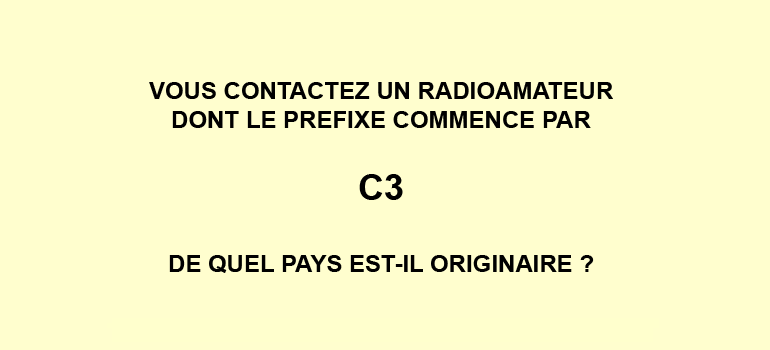 VOUS CONTACTEZ UN RADIOAMATEUR
DONT LE PREFIXE COMMENCE PAR
C3
DE QUEL PAYS EST-IL ORIGINAIRE ?